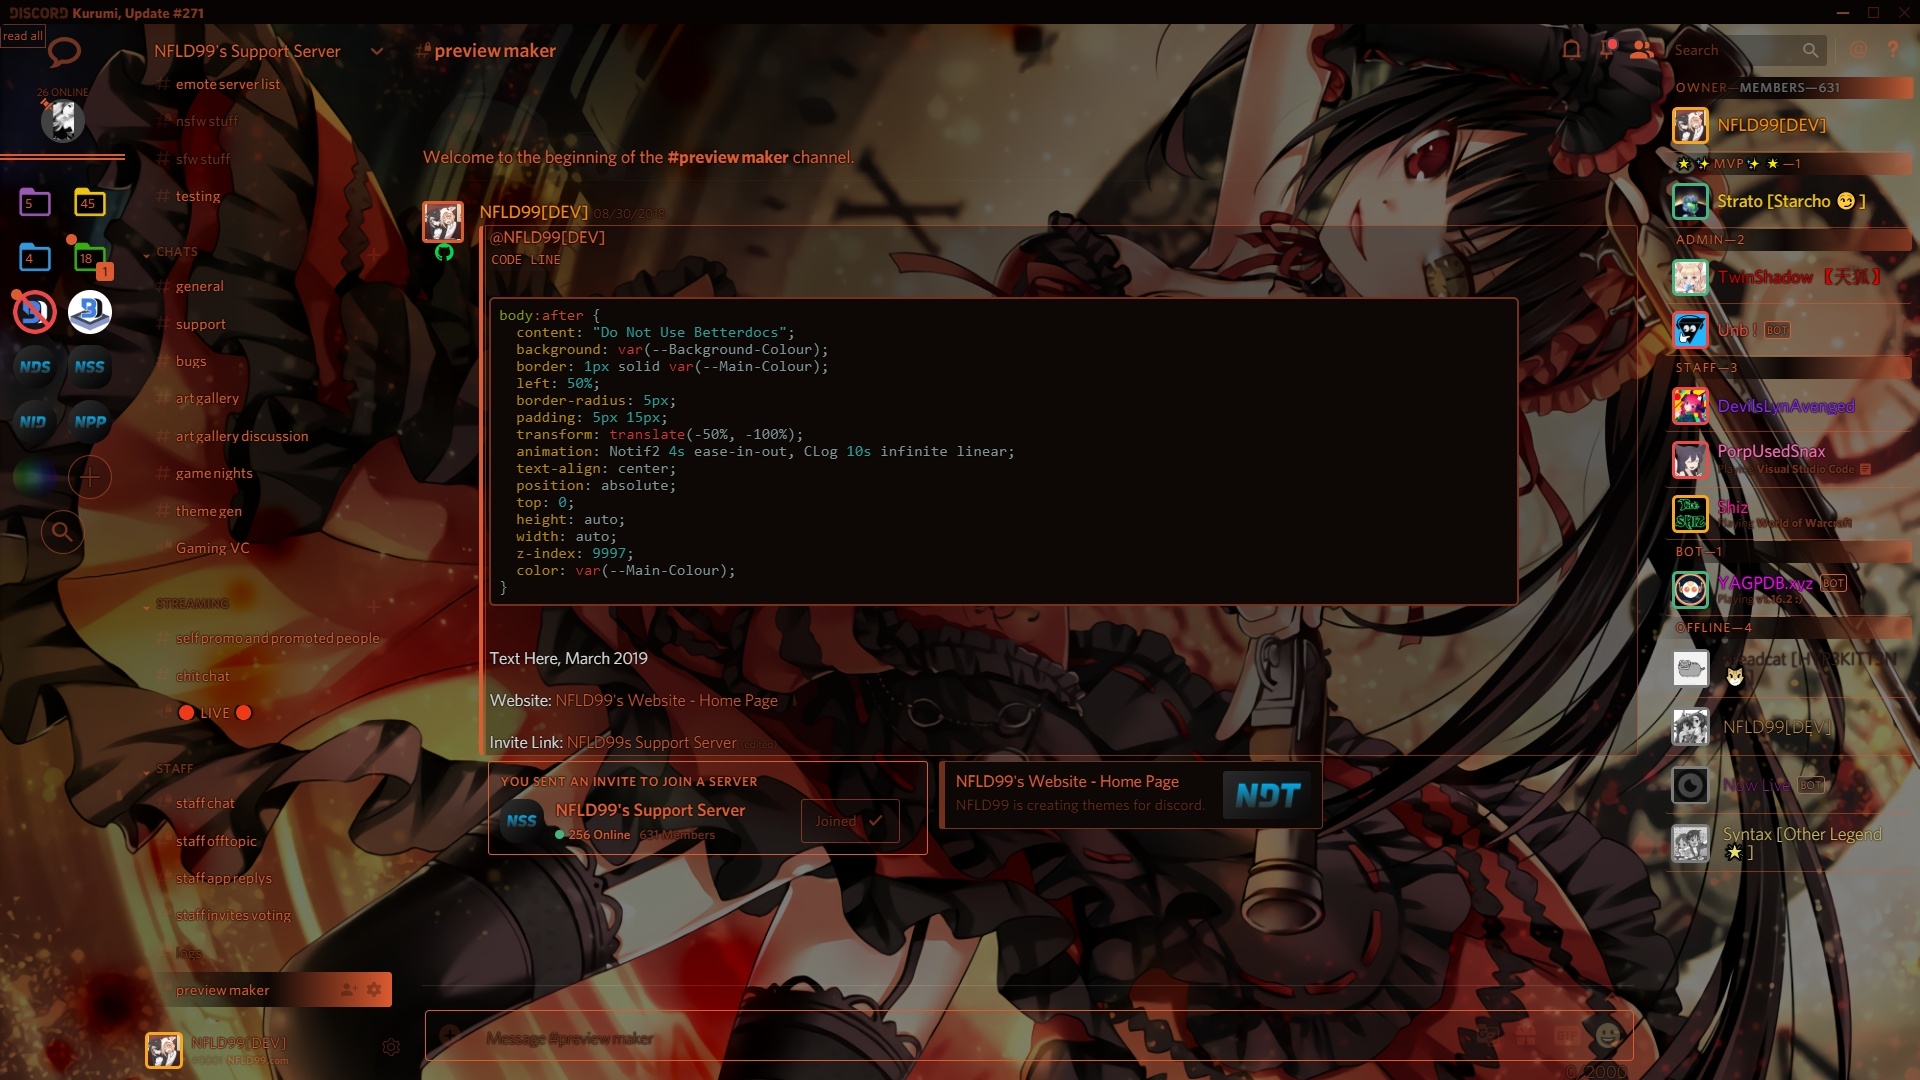 DISCORD Kurumi, Update #271
read all
26 ONLINE
5
45
4
18
1
NDS
NSS
NID
NPP
NFLD99's Support Server
# emote server list
# nsfw stuff
# sfw stuff
# testing
CHATS
# general
# support
# bugs
# art gallery
# art gallery discussion
# game nights
# theme gen
# Gaming VC
STREAMING
# self promo and promoted people
# chit chat
🔴 LIVE 🔴
STAFF
staff chat
staff offtopic
staff app replys
staff invites voting
logs
preview maker
NFLD99[DEV]
NFLD99.com
# preview maker
Search
Welcome to the beginning of the #preview maker channel.
NFLD99[DEV] 08/30/2018
@NFLD99[DEV]
CODE LINE
body:after {
content: "Do Not Use Betterdocs";
background: var(--Background-Colour);
border: 1px solid var(--Main-Colour);
left: 50%;
border-radius: 5px;
padding: 5px 15px;
transform: translate(-50%, -100%);
animation: Notif2 4s ease-in-out, CLog 10s infinite linear;
text-align: center;
position: absolute;
top: 0;
height: auto;
width: auto;
z-index: 9997;
color: var(--Main-Colour);
}
Text Here, March 2019
Website: NFLD99's Website - Home Page
Invite Link: NFLD99s Support Server (edited)
YOU SENT AN INVITE TO JOIN A SERVER
NSS
NFLD99's Support Server
256 Online 631 Members
Joined
NFLD99's Website - Home Page
NFLD99 is creating themes for discord.
NDT
Message #preview maker
0/2000
OWNER—MEMBERS—631
NFLD99[DEV]
🌟✨MVP✨🌟—1
Strato [Starcho 😏]
ADMIN—2
TwinShadow 【天狐】
Unb ! BOT
STAFF—3
DevilsLynAvenged
PorpUsedSnax
Playing Visual Studio Code
Shiz
Playing World of Warcraft
BOT—1
YAGPDB.xyz BOT
Playing v1.16.2 :)
OFFLINE—4
NFLD99[DEV]
Now Live BOT
Syntax [Other Legend
🌟]